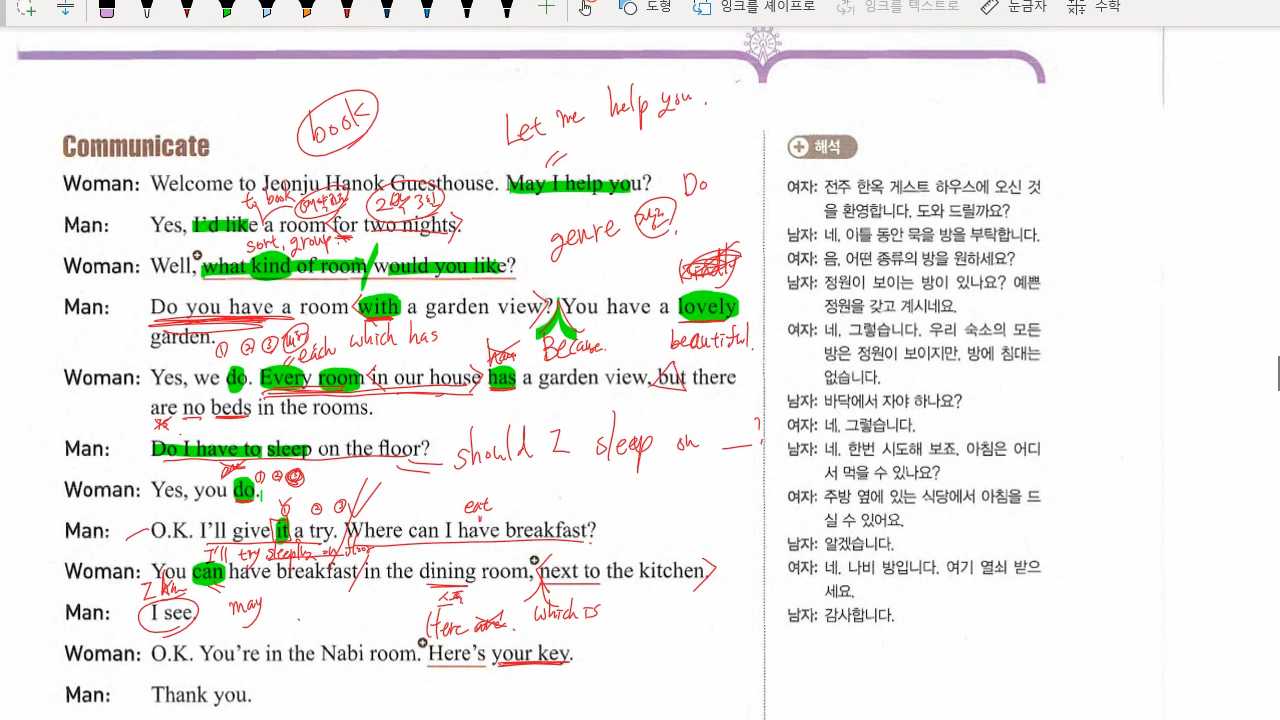 도형
잉크를 셰이프로
잉크를 텍스트로
눈금자
수학
book
Let me help you.
Communicate
Woman: Welcome to Jeonju Hanok Guesthouse. May I help you?
Do
to book
2박 3일
Man: Yes, I'd like a room for two nights.
sort, group
genre
Woman: Well, what kind of room would you like?
Man: Do you have a room with a garden view? You have a lovely
garden.
① ② ③
each which has
Because
beautiful.
Woman: Yes, we do. Every room in our house has a garden view, but there
are no beds in the rooms.
Man: Do I have to sleep on the floor?
should I sleep on ?
Woman: Yes, you do.
① ② ③
eat
Man: O.K. I'll give it a try. Where can I have breakfast?
I'll try sleeping on floor
Woman: You can have breakfast in the dining room, next to the kitchen.
may
which is
Man: I see.
Woman: O.K. You're in the Nabi room. Here's your key.
Man: Thank you.
해석
여자: 전주 한옥 게스트 하우스에 오신 것
을 환영합니다. 도와 드릴까요?
남자: 네, 이틀 동안 묵을 방을 부탁합니다.
여자: 음, 어떤 종류의 방을 원하세요?
남자: 정원이 보이는 방이 있나요? 예쁜
정원을 갖고 계시네요.
여자: 네, 그렇습니다. 우리 숙소의 모든
방은 정원이 보이지만, 방에 침대는
없습니다.
남자: 바닥에서 자야 하나요?
여자: 네, 그렇습니다.
남자: 네, 한번 시도해 보죠. 아침은 어디
서 먹을 수 있나요?
여자: 주방 옆에 있는 식당에서 아침을 드
실 수 있어요.
남자: 알겠습니다.
여자: 네, 나비 방입니다. 여기 열쇠 받으
세요.
남자: 감사합니다.